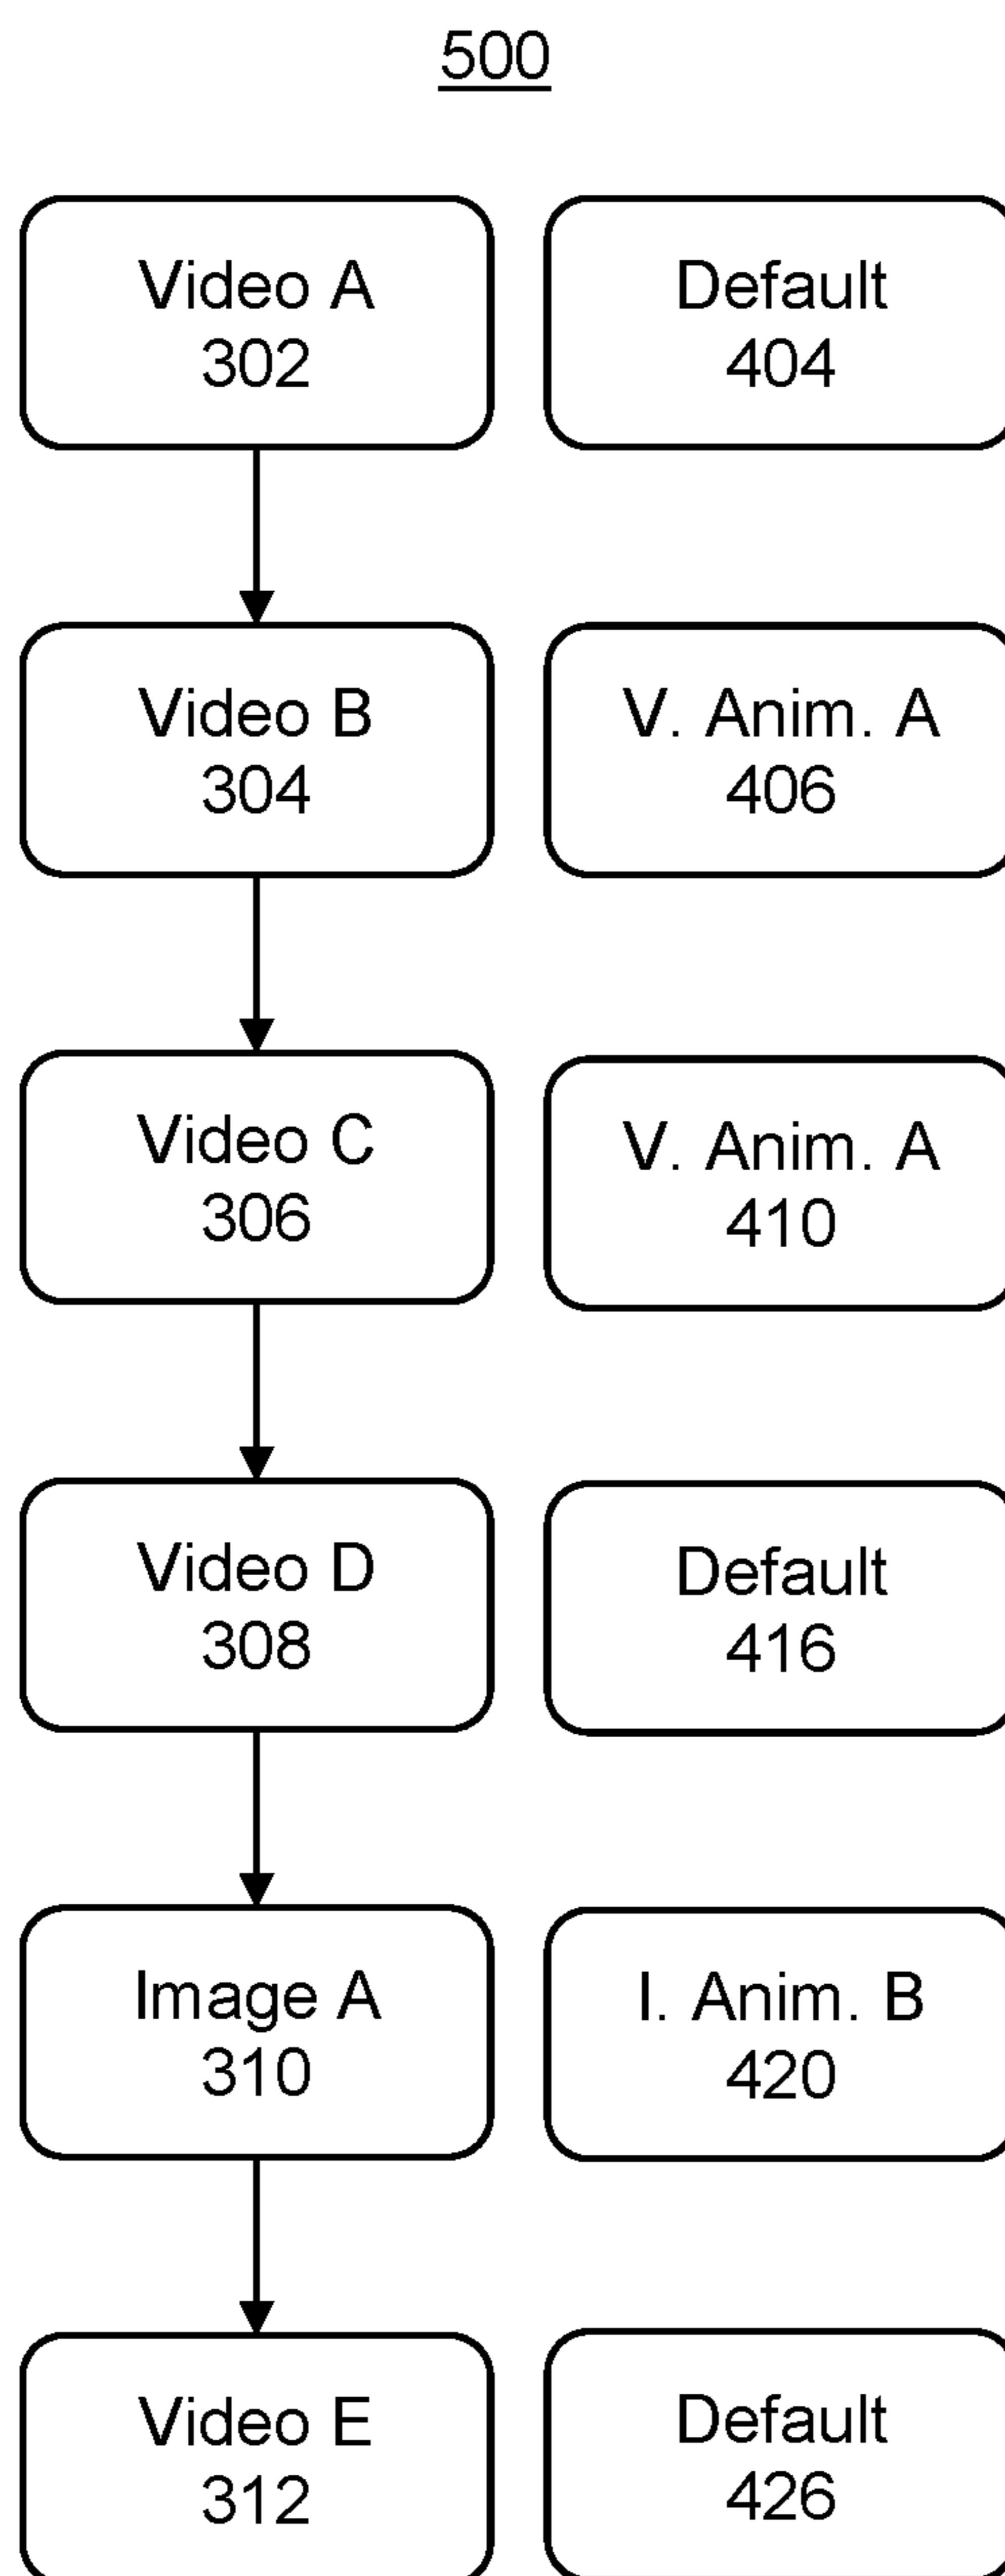 500
Video A
302
Default
404
Video B
304
V. Anim. A
406
Video C
306
V. Anim. A
410
Video D
308
Default
416
Image A
310
I. Anim. B
420
Video E
312
Default
426